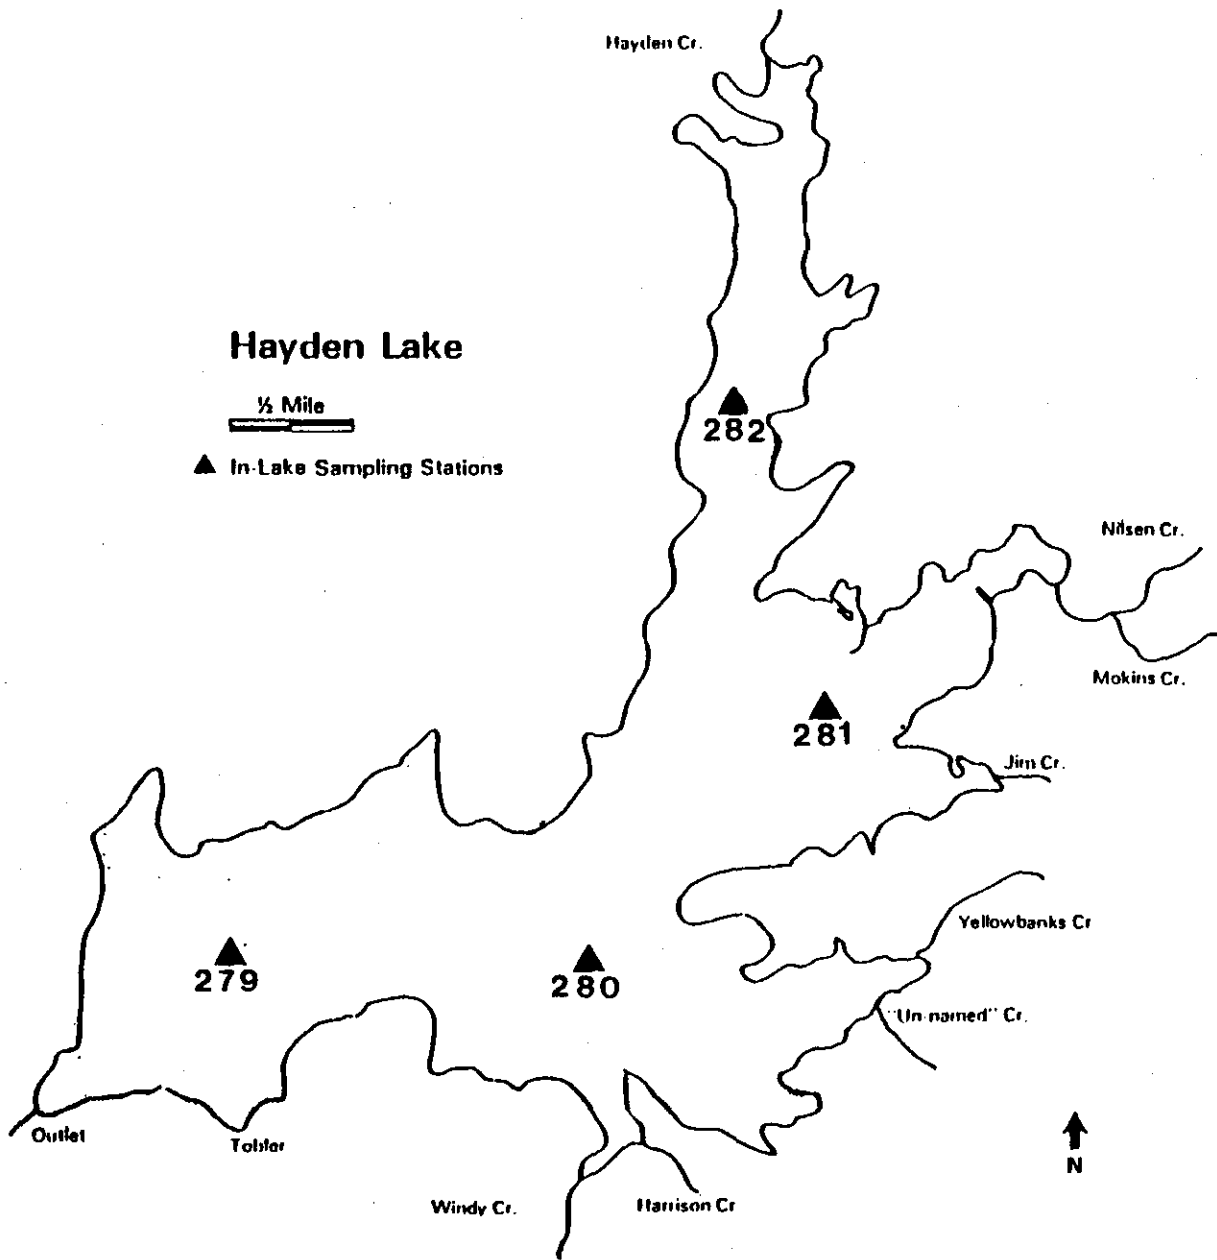 Hayden Cr.
Hayden Lake
½ Mile
▲ In-Lake Sampling Stations
282
Nilsen Cr.
Mokins Cr.
281
Jim Cr.
Yellowbanks Cr
279
280
"Un-named" Cr.
Outlet
Tobler
N
Windy Cr.
Harrison Cr